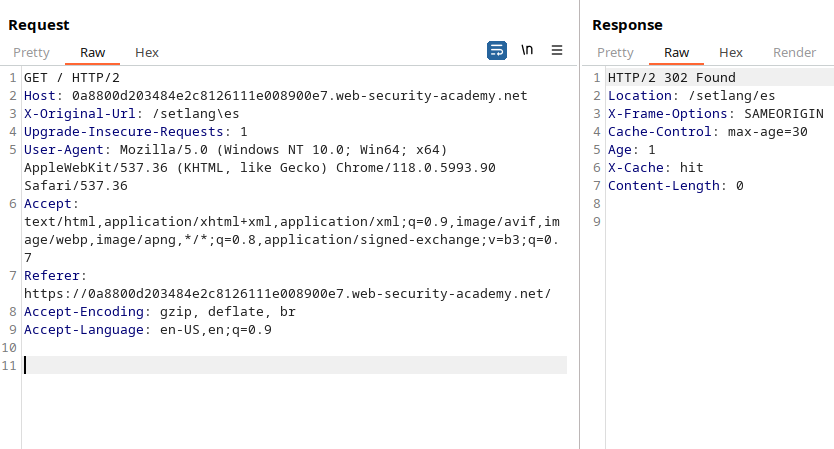 Request
Pretty Raw Hex
\n
1 GET / HTTP/2
2 Host: 0a8800d203484e2c8126111e008900e7.web-security-academy.net
3 X-Original-Url: /setlang\es
4 Upgrade-Insecure-Requests: 1
5 User-Agent: Mozilla/5.0 (Windows NT 10.0; Win64; x64)
AppleWebKit/537.36 (KHTML, like Gecko) Chrome/118.0.5993.90
Safari/537.36
6 Accept:
text/html,application/xhtml+xml,application/xml;q=0.9,image/avif,im
age/webp,image/apng,*/*;q=0.8,application/signed-exchange;v=b3;q=0.
7
7 Referer:
https://0a8800d203484e2c8126111e008900e7.web-security-academy.net/
8 Accept-Encoding: gzip, deflate, br
9 Accept-Language: en-US,en;q=0.9
10
11
Response
Pretty Raw Hex Render
1 HTTP/2 302 Found
2 Location: /setlang/es
3 X-Frame-Options: SAMEORIGIN
4 Cache-Control: max-age=30
5 Age: 1
6 X-Cache: hit
7 Content-Length: 0
8
9